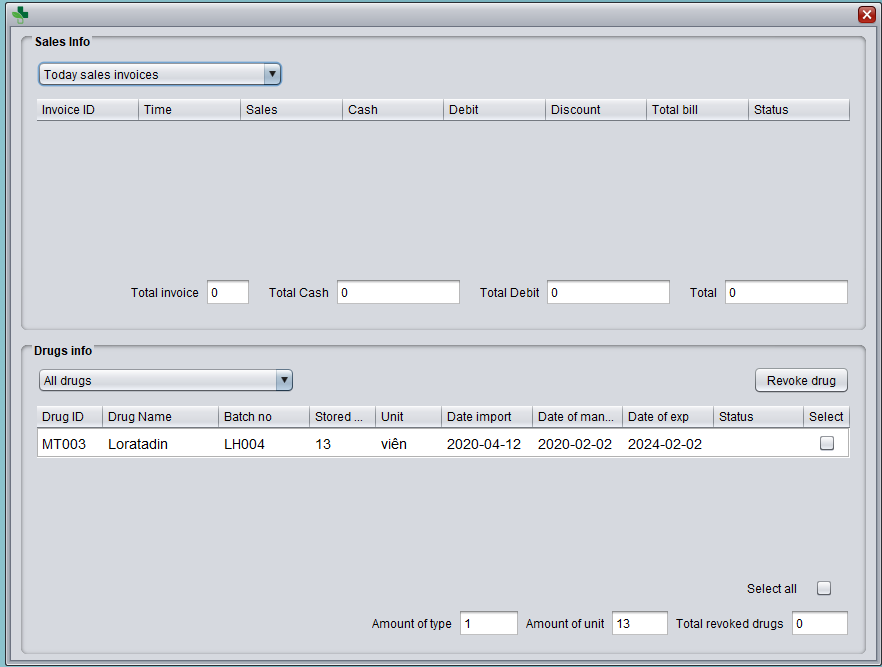 Sales Info
Today sales invoices
Invoice ID Time Sales Cash Debit Discount Total bill Status
Total invoice 0 Total Cash 0 Total Debit 0 Total 0
Drugs info
All drugs Revoke drug
Drug ID Drug Name Batch no Stored ... Unit Date import Date of man... Date of exp Status Select
MT003 Loratadin LH004 13 viên 2020-04-12 2020-02-02 2024-02-02
Select all
Amount of type 1 Amount of unit 13 Total revoked drugs 0